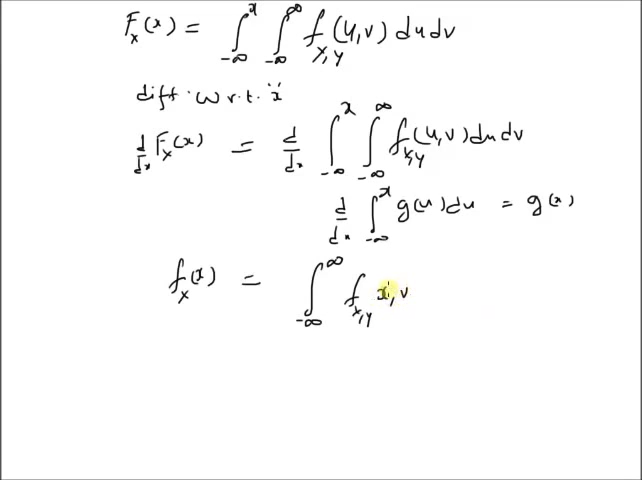 F_X(x) = ∫_{-∞}^{x} ∫_{-∞}^{∞} f_{X,Y}(u,v) du dv
diff. w r.t. 'x'
d/dx F_X(x) = d/dx ∫_{-∞}^{x} ∫_{-∞}^{∞} f_{X,Y}(u,v) du dv
d/dx ∫_{-∞}^{x} g(u) du = g(x)
f_X(x) = ∫_{-∞}^{∞} f_{X,Y} x, v